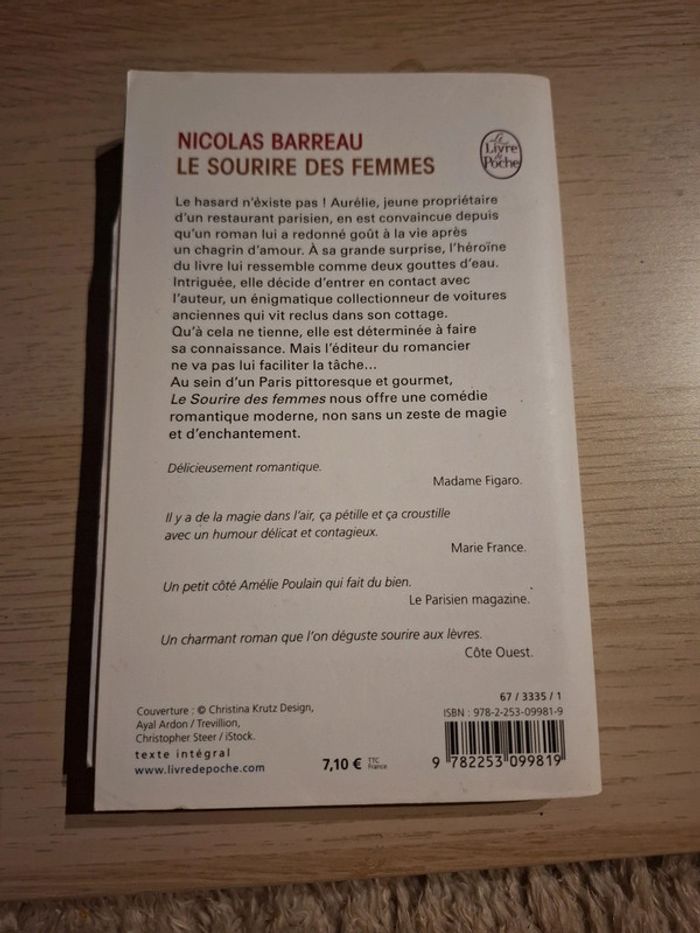 NICOLAS BARREAU
LE SOURIRE DES FEMMES
Le Livre de Poche
Le hasard n'éxiste pas ! Aurélie, jeune propriétaire
d'un restaurant parisien, en est convaincue depuis
qu'un roman lui a redonné goût à la vie après
un chagrin d'amour. À sa grande surprise, l'héroïne
du livre lui ressemble comme deux gouttes d'eau.
Intriguée, elle décide d'entrer en contact avec
l'auteur, un énigmatique collectionneur de voitures
anciennes qui vit reclus dans son cottage.
Qu'à cela ne tienne, elle est déterminée à faire
sa connaissance. Mais l'éditeur du romancier
ne va pas lui faciliter la tâche...
Au sein d'un Paris pittoresque et gourmet,
Le Sourire des femmes nous offre une comédie
romantique moderne, non sans un zeste de magie
et d'enchantement.
Délicieusement romantique.
Madame Figaro.
Il y a de la magie dans l'air, ça pétille et ça croustille
avec un humour délicat et contagieux.
Marie France.
Un petit côté Amélie Poulain qui fait du bien.
Le Parisien magazine.
Un charmant roman que l'on déguste sourire aux lèvres.
Côte Ouest.
Couverture : © Christina Krutz Design,
Ayal Ardon / Trevillion,
Christopher Steer / iStock.
texte intégral
www.livredepoche.com
7,10 € TTC France
67 / 3335 / 1
ISBN : 978-2-253-09981-9
9 782253 099819